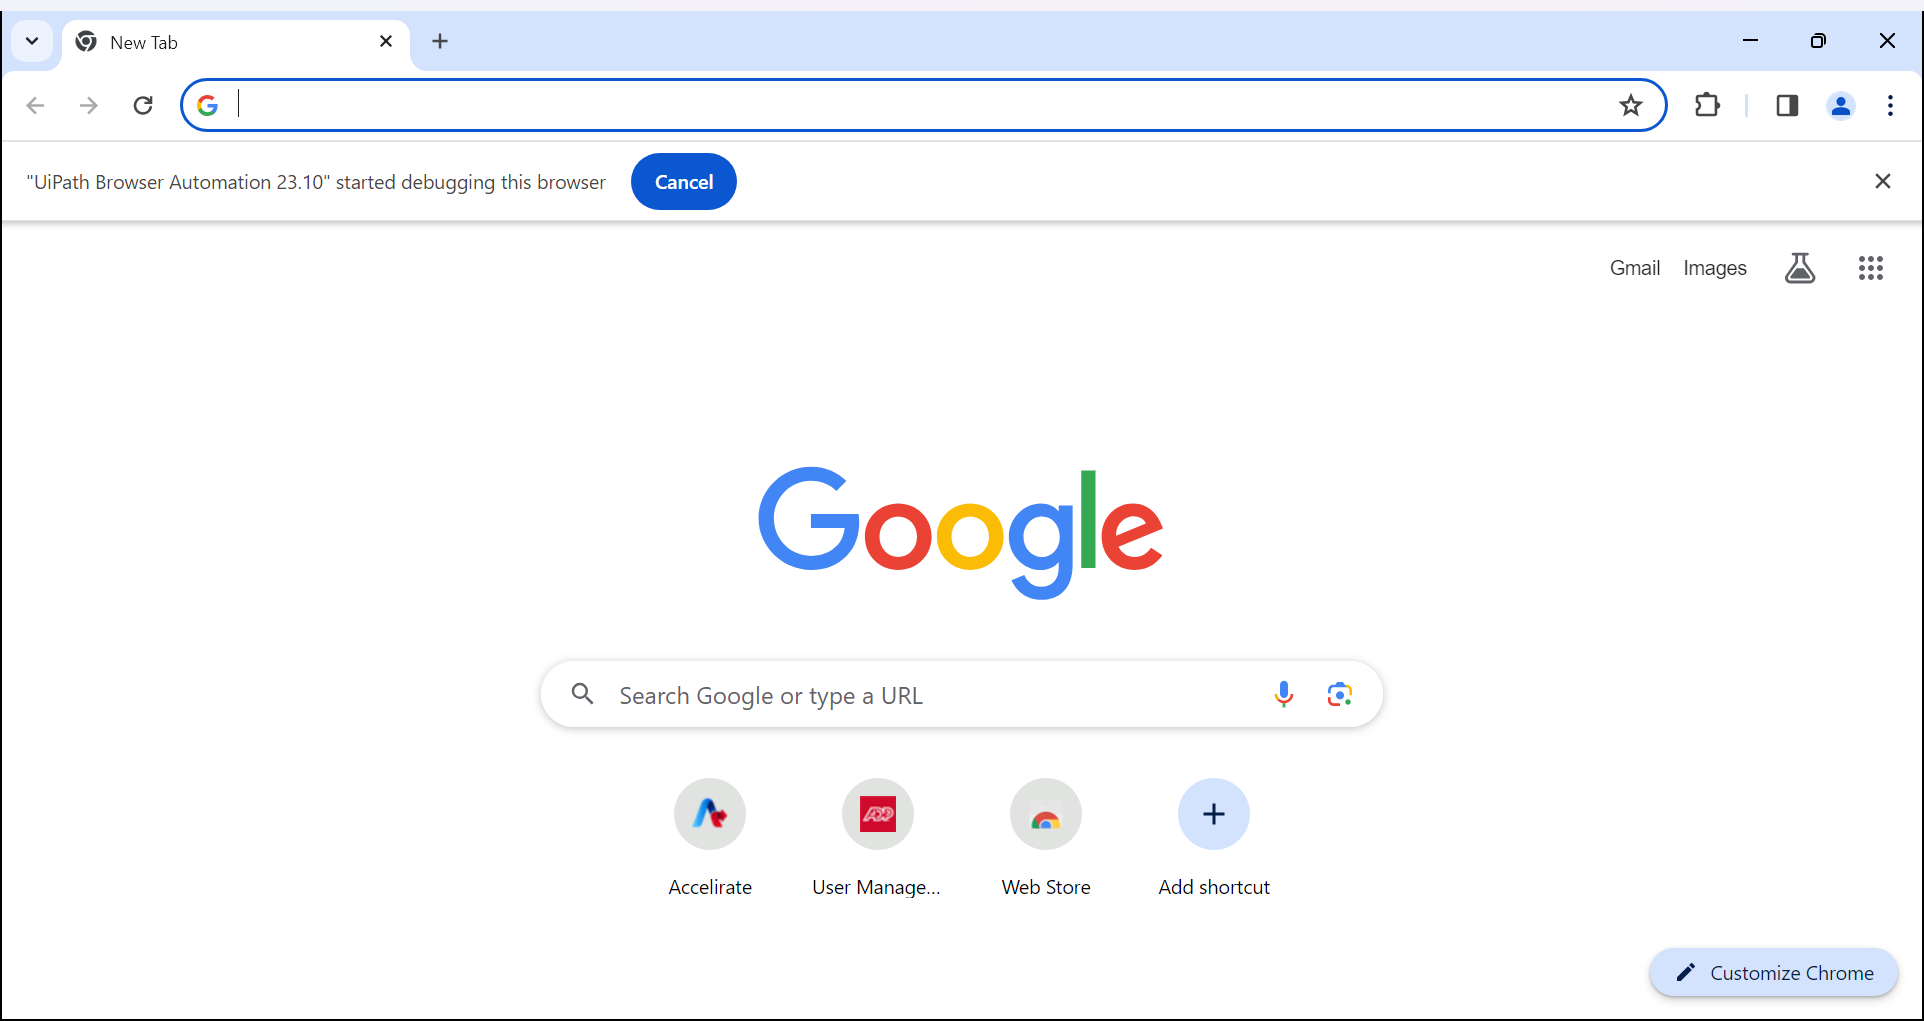 New Tab
"UiPath Browser Automation 23.10" started debugging this browser
Cancel
Gmail
Images
Google
Search Google or type a URL
Accelirate
ADP
User Manage...
Web Store
Add shortcut
Customize Chrome